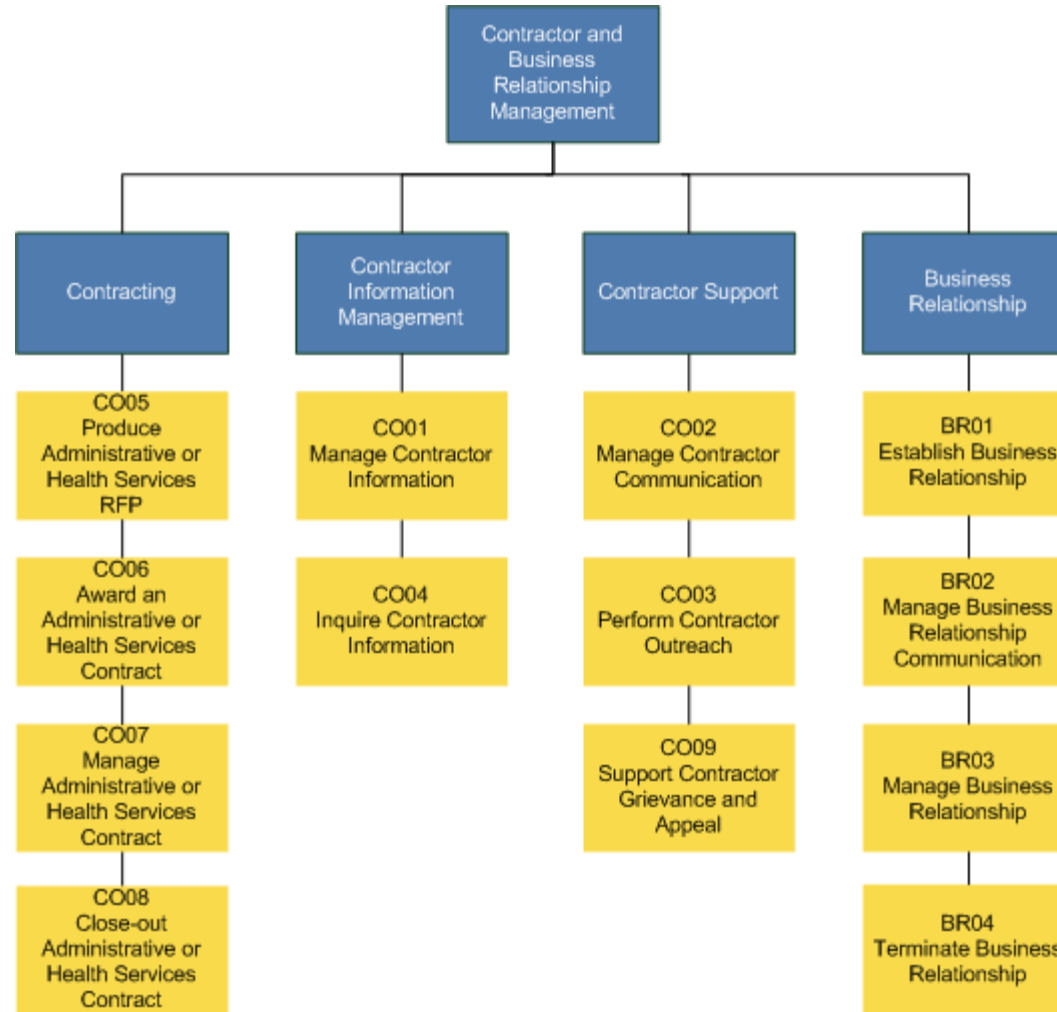 Contractor and
Business
Relationship
Management
Contracting
Contractor
Information
Management
Contractor Support
Business
Relationship
CO05
Produce
Administrative or
Health Services
RFP
CO06
Award an
Administrative or
Health Services
Contract
CO07
Manage
Administrative or
Health Services
Contract
CO08
Close-out
Administrative or
Health Services
Contract
CO01
Manage Contractor
Information
CO04
Inquire Contractor
Information
CO02
Manage Contractor
Communication
CO03
Perform Contractor
Outreach
CO09
Support Contractor
Grievance and
Appeal
BR01
Establish Business
Relationship
BR02
Manage Business
Relationship
Communication
BR03
Manage Business
Relationship
BR04
Terminate Business
Relationship